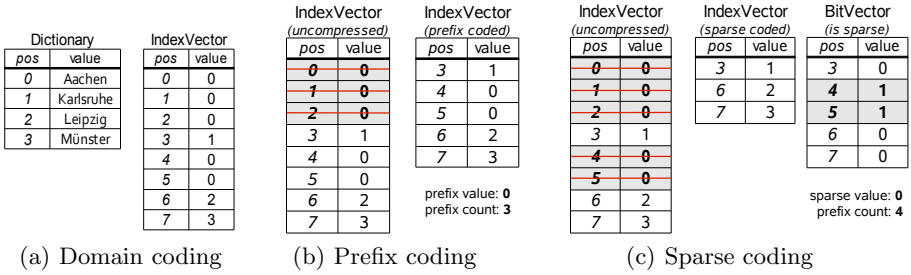 Dictionary
pos value
0 Aachen
1 Karlsruhe
2 Leipzig
3 Münster
IndexVector
pos value
0 0
1 0
2 0
3 1
4 0
5 0
6 2
7 3
(a) Domain coding
IndexVector
(uncompressed)
pos value
0 0
1 0
2 0
3 1
4 0
5 0
6 2
7 3
IndexVector
(prefix coded)
pos value
3 1
4 0
5 0
6 2
7 3
prefix value: 0
prefix count: 3
(b) Prefix coding
IndexVector
(uncompressed)
pos value
0 0
1 0
2 0
3 1
4 0
5 0
6 2
7 3
IndexVector
(sparse coded)
pos value
3 1
6 2
7 3
BitVector
(is sparse)
pos value
3 0
4 1
5 1
6 0
7 0
sparse value: 0
prefix count: 4
(c) Sparse coding